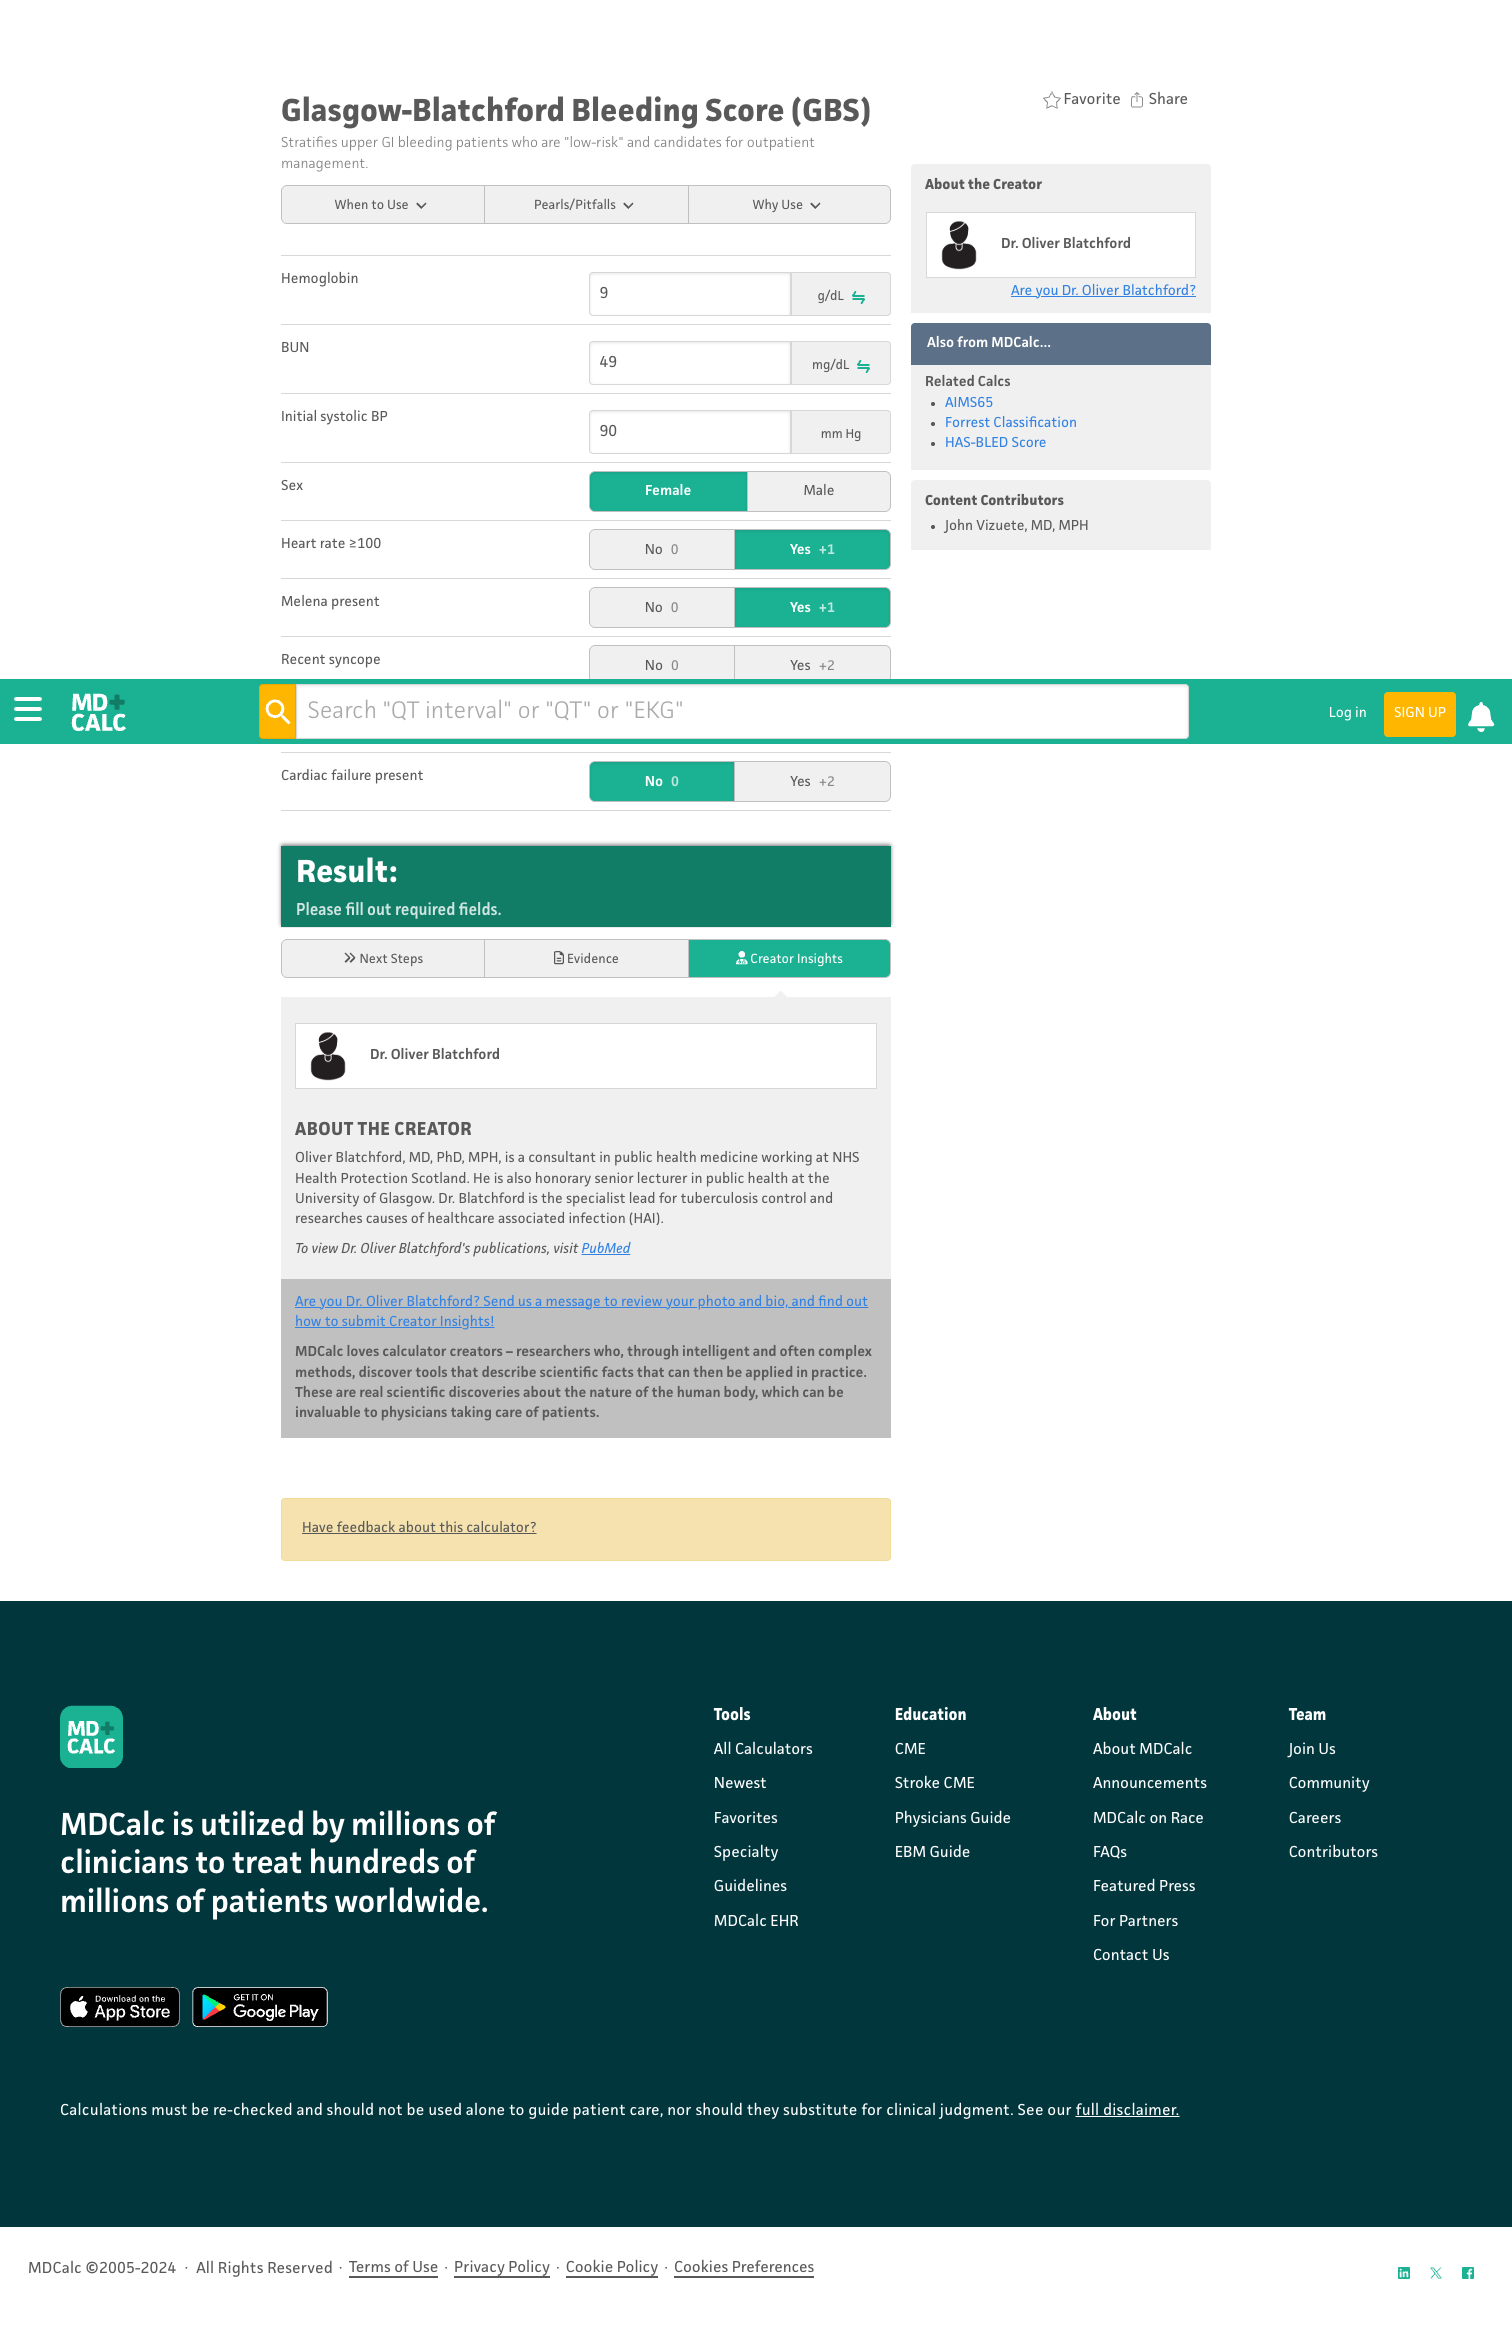 Glasgow-Blatchford Bleeding Score (GBS)
Stratifies upper GI bleeding patients who are "low-risk" and candidates for outpatient
management.
Favorite Share
When to Use Pearls/Pitfalls Why Use
About the Creator
Dr. Oliver Blatchford
Are you Dr. Oliver Blatchford?
Hemoglobin 9 g/dL
BUN 49 mg/dL
Initial systolic BP 90 mm Hg
Sex Female Male
Heart rate ≥100 No 0 Yes +1
Melena present No 0 Yes +1
Recent syncope No 0 Yes +2
Also from MDCalc...
Related Calcs
• AIMS65
• Forrest Classification
• HAS-BLED Score
Content Contributors
• John Vizuete, MD, MPH
MD+
CALC
Search "QT interval" or "QT" or "EKG"
Log in SIGN UP
Cardiac failure present No 0 Yes +2
Result:
Please fill out required fields.
Next Steps Evidence Creator Insights
Dr. Oliver Blatchford
ABOUT THE CREATOR
Oliver Blatchford, MD, PhD, MPH, is a consultant in public health medicine working at NHS
Health Protection Scotland. He is also honorary senior lecturer in public health at the
University of Glasgow. Dr. Blatchford is the specialist lead for tuberculosis control and
researches causes of healthcare associated infection (HAI).
To view Dr. Oliver Blatchford's publications, visit PubMed
Are you Dr. Oliver Blatchford? Send us a message to review your photo and bio, and find out
how to submit Creator Insights!
MDCalc loves calculator creators – researchers who, through intelligent and often complex
methods, discover tools that describe scientific facts that can then be applied in practice.
These are real scientific discoveries about the nature of the human body, which can be
invaluable to physicians taking care of patients.
Have feedback about this calculator?
MD+
CALC
MDCalc is utilized by millions of
clinicians to treat hundreds of
millions of patients worldwide.
Download on the
App Store
GET IT ON
Google Play
Tools
All Calculators
Newest
Favorites
Specialty
Guidelines
MDCalc EHR
Education
CME
Stroke CME
Physicians Guide
EBM Guide
About
About MDCalc
Announcements
MDCalc on Race
FAQs
Featured Press
For Partners
Contact Us
Team
Join Us
Community
Careers
Contributors
Calculations must be re-checked and should not be used alone to guide patient care, nor should they substitute for clinical judgment. See our full disclaimer.
MDCalc ©2005-2024 · All Rights Reserved · Terms of Use · Privacy Policy · Cookie Policy · Cookies Preferences